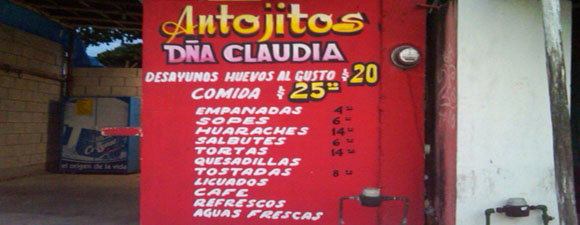 Antojitos
DÑA CLAUDIA
DESAYUNOS HUEVOS AL GUSTO $20
COMIDA $25
EMPANADAS 4
SOPES 6
HUARACHES 14
SALBUTES 6
TORTAS 14
QUESADILLAS
TOSTADAS 8
LICUADOS
CAFE
REFRESCOS
AGUAS FRESCAS
Cristal
el origen de la vida